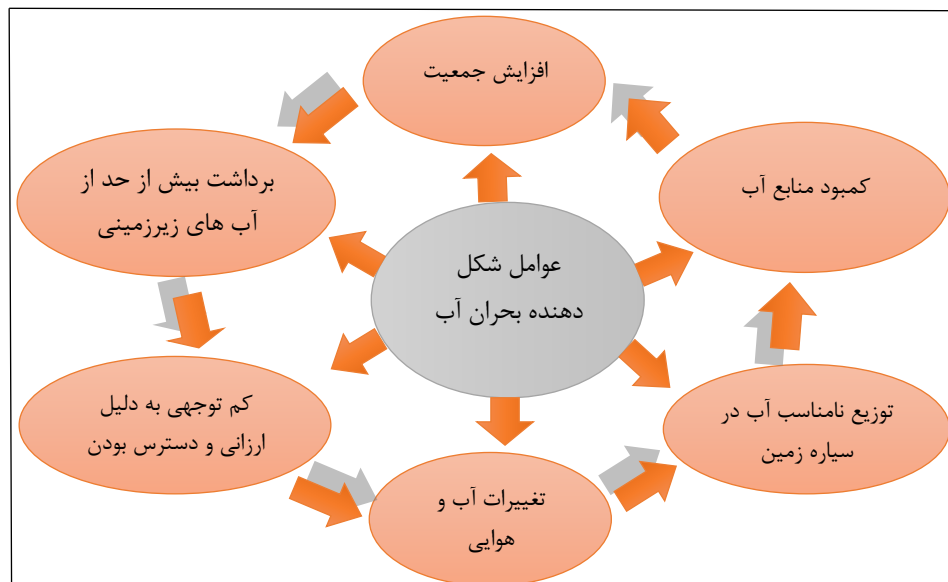 افزایش جمعیت
کمبود منابع آب
برداشت بیش از حد از
آب های زیرزمینی
عوامل شکل
دهنده بحران آب
کم توجهی به دلیل
ارزانی و دسترس بودن
توزیع نامناسب آب در
سیاره زمین
تغییرات آب و
هوایی